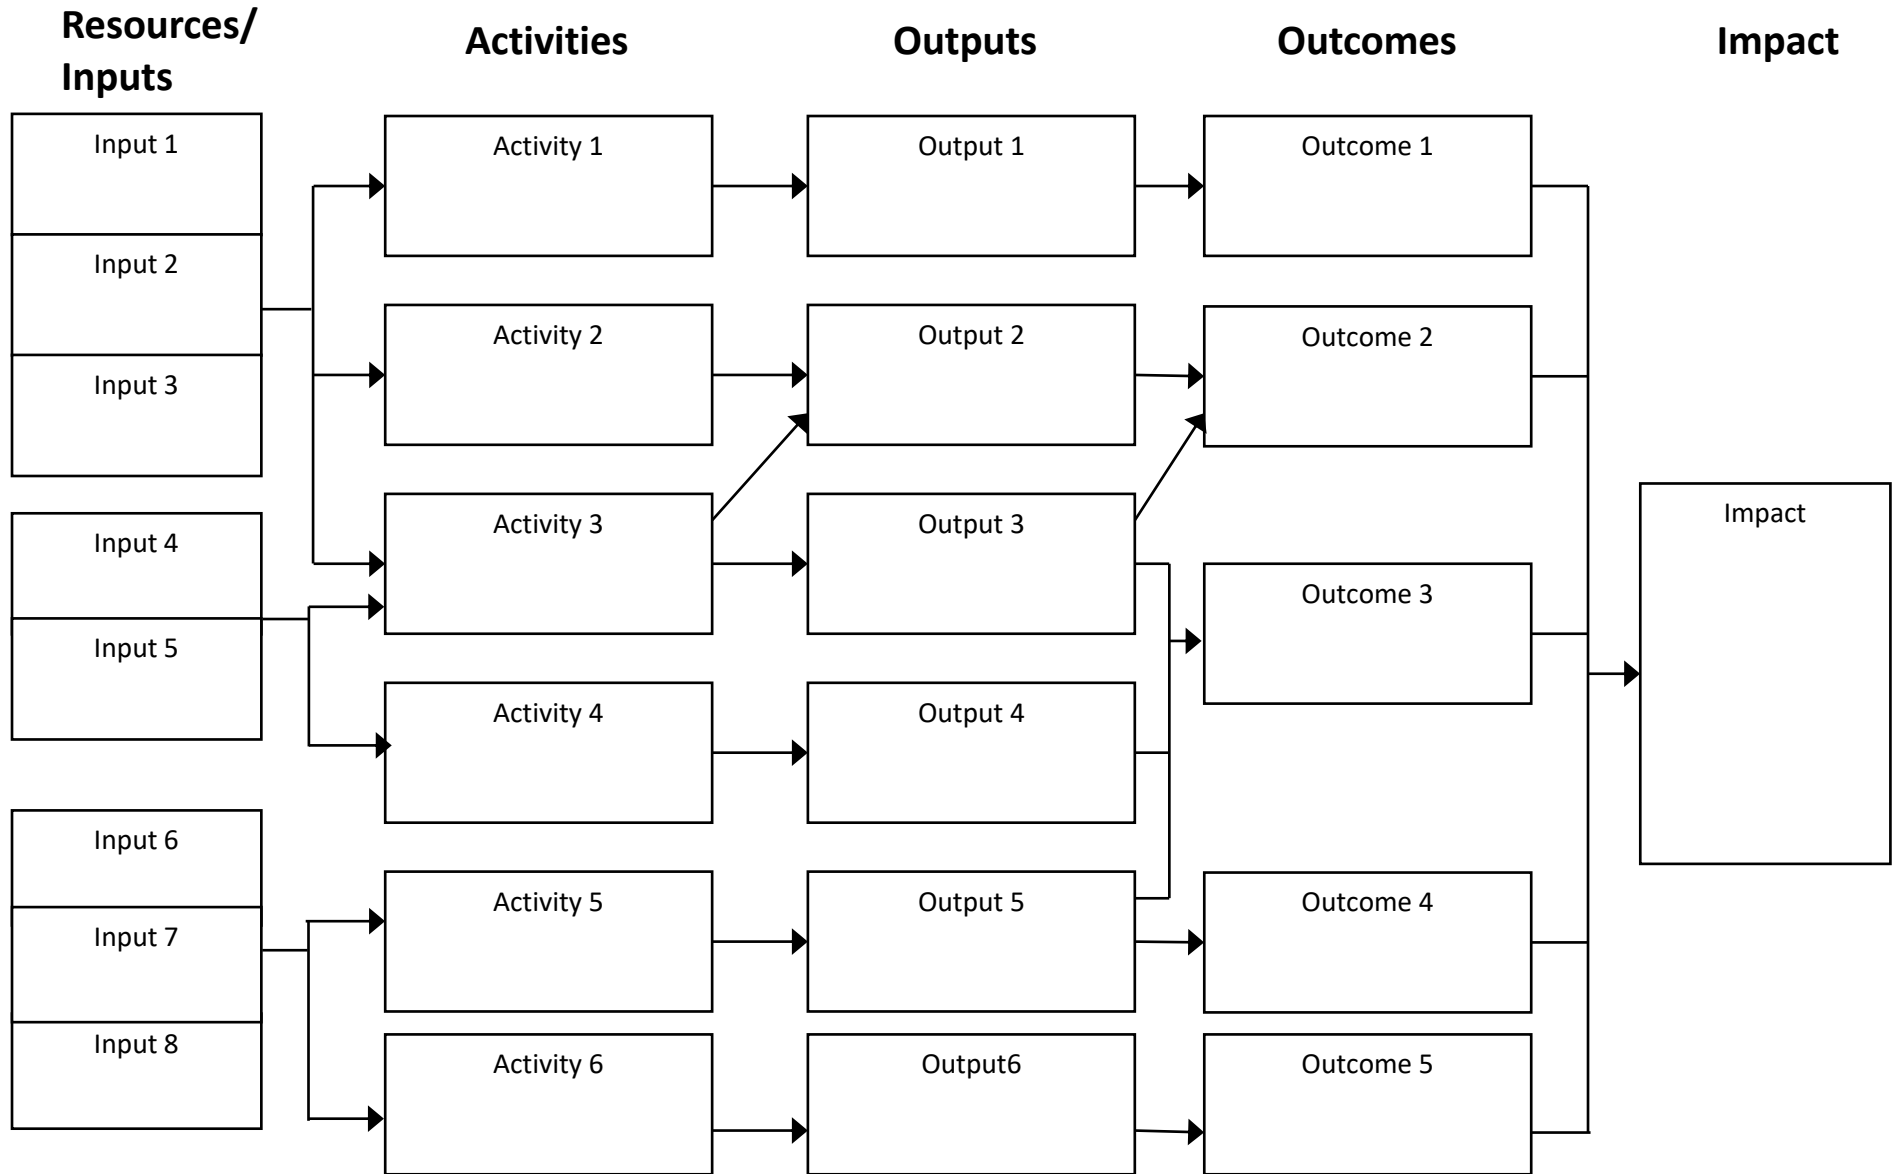 Resources/
Inputs
Activities
Outputs
Outcomes
Impact
Input 1
Input 2
Input 3
Input 4
Input 5
Input 6
Input 7
Input 8
Activity 1
Activity 2
Activity 3
Activity 4
Activity 5
Activity 6
Output 1
Output 2
Output 3
Output 4
Output 5
Output6
Outcome 1
Outcome 2
Outcome 3
Outcome 4
Outcome 5
Impact